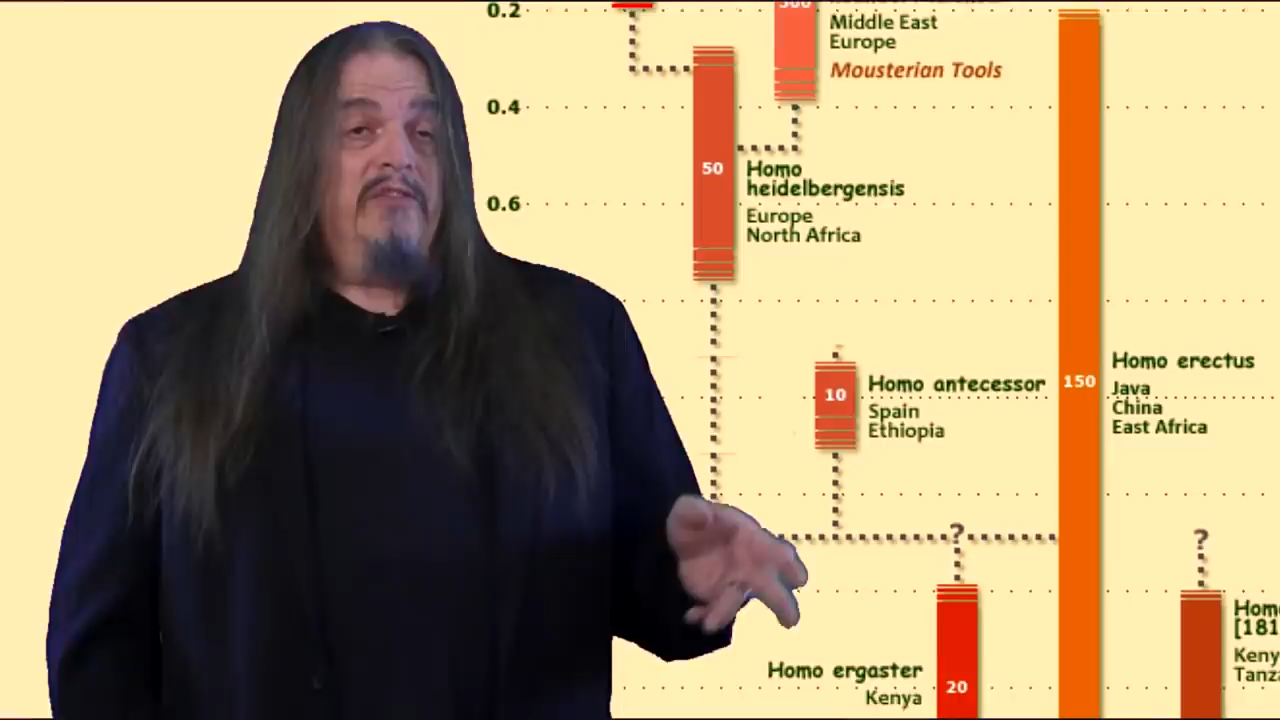 0.2
Middle East
Europe
Mousterian Tools
0.4
50
Homo
heidelbergensis
0.6
Europe
North Africa
10
Homo antecessor
Spain
Ethiopia
150
Homo erectus
Java
China
East Africa
?
?
Homo ergaster
Kenya
20
[181